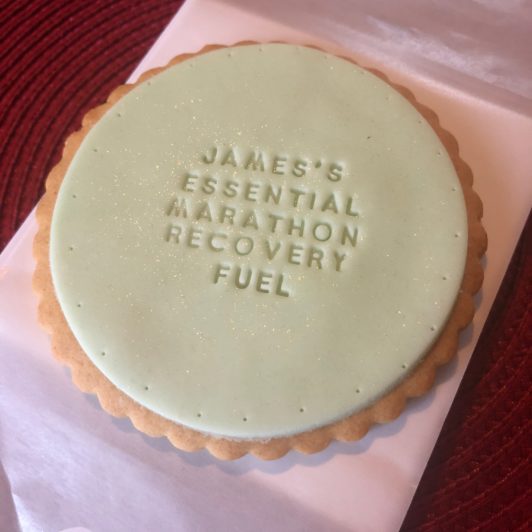 JAMES'S
ESSENTIAL
MARATHON
RECOVERY
FUEL